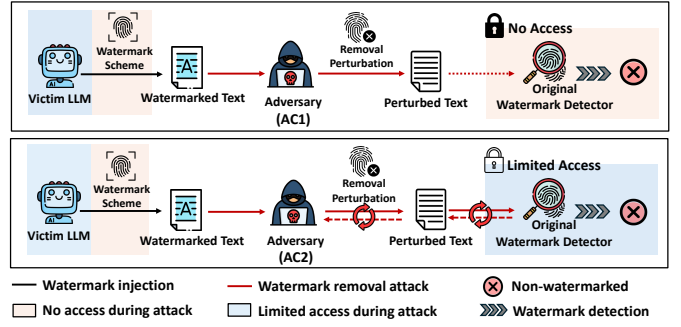 No Access
Watermark
Scheme
Removal
Perturbation
A
AI
Victim LLM
Watermarked Text
Adversary
(AC1)
Perturbed Text
Original
Watermark Detector
Limited Access
Watermark
Scheme
Removal
Perturbation
A
AI
Victim LLM
Watermarked Text
Adversary
(AC2)
Perturbed Text
Original
Watermark Detector
Watermark injection
Watermark removal attack
Non-watermarked
No access during attack
Limited access during attack
Watermark detection